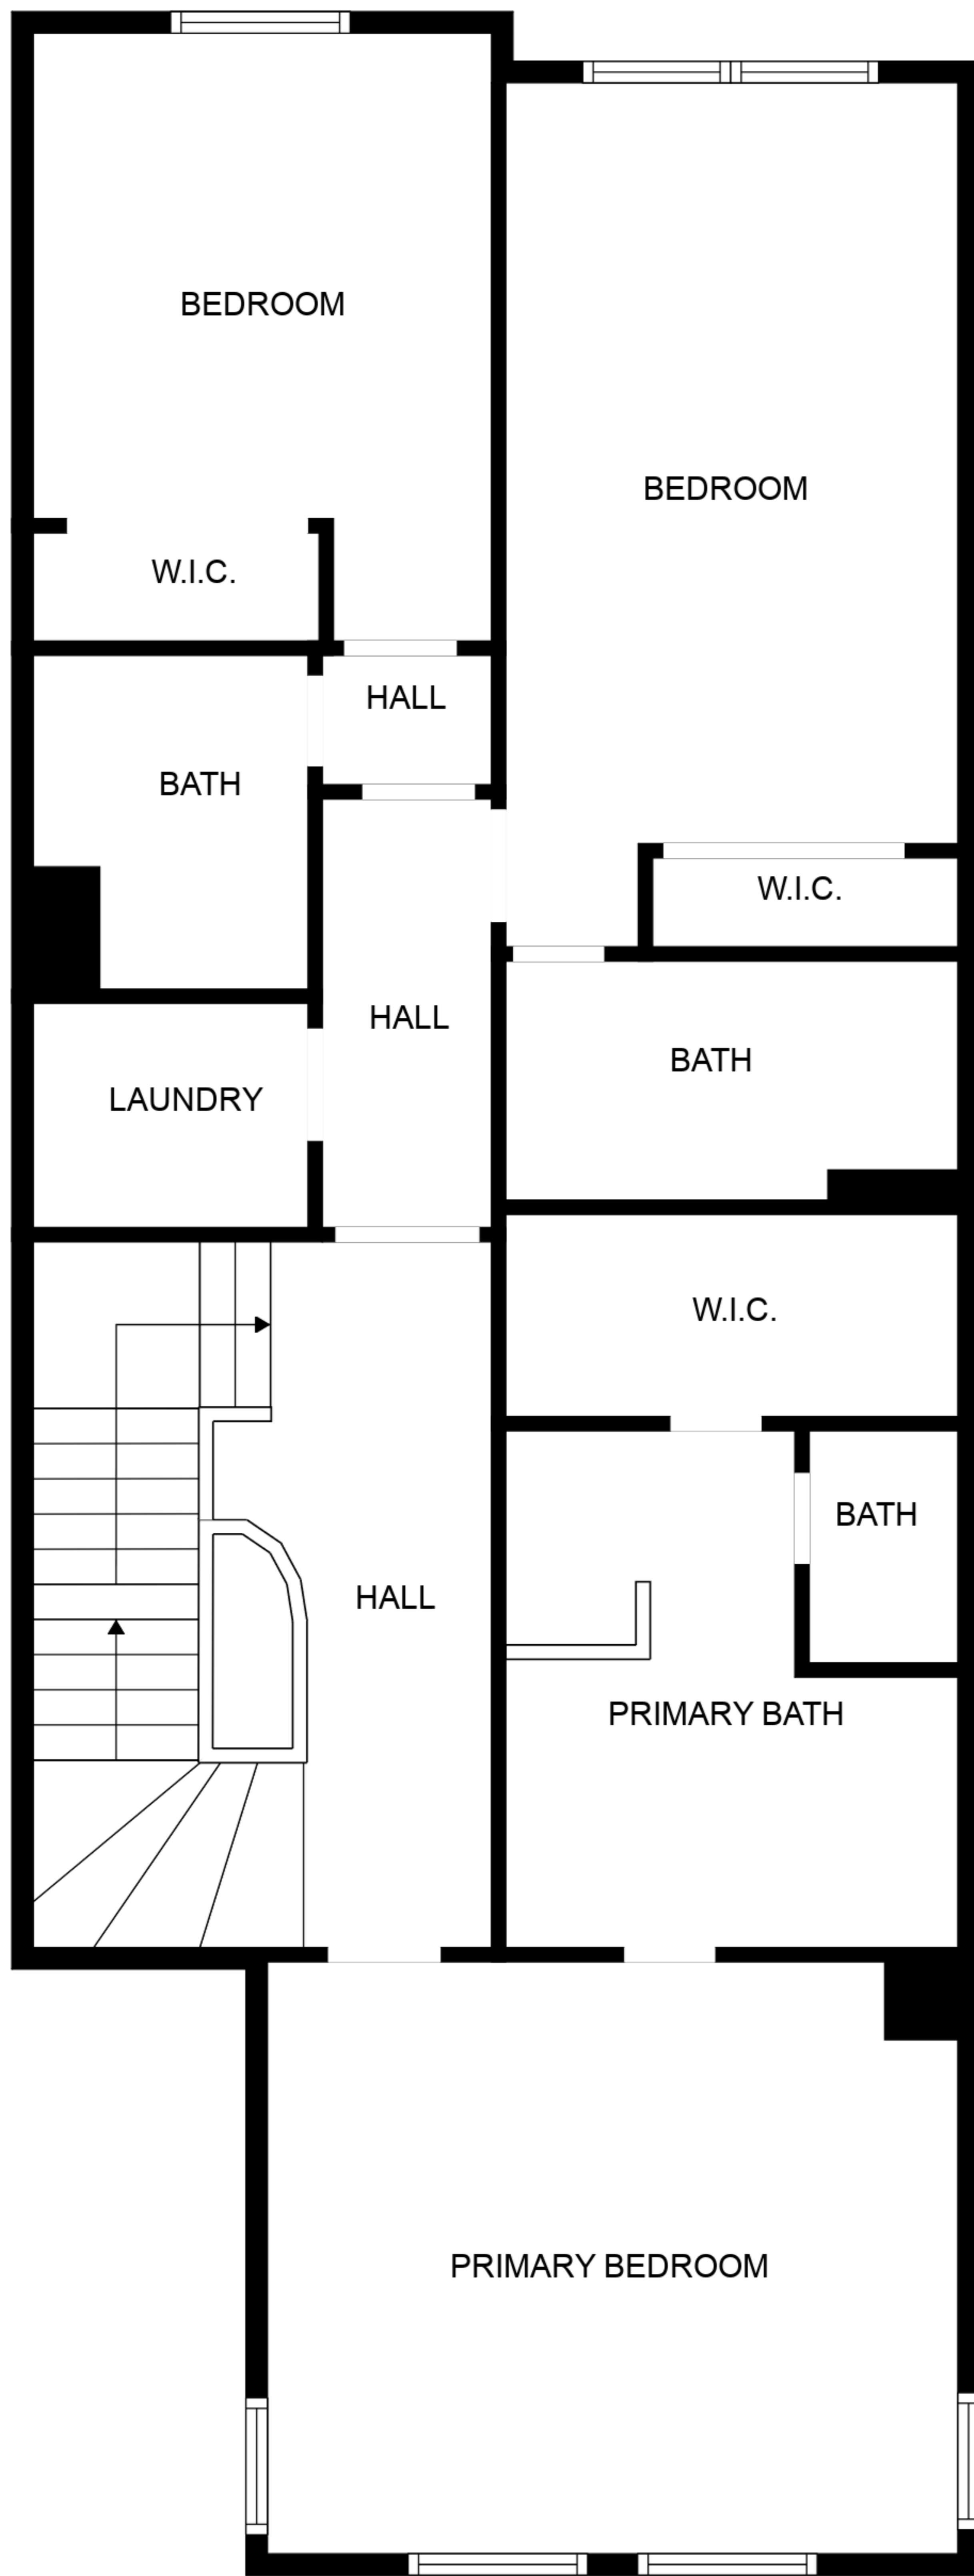 BEDROOM
BEDROOM
W.I.C.
HALL
BATH
W.I.C.
HALL
BATH
LAUNDRY
W.I.C.
BATH
HALL
PRIMARY BATH
PRIMARY BEDROOM